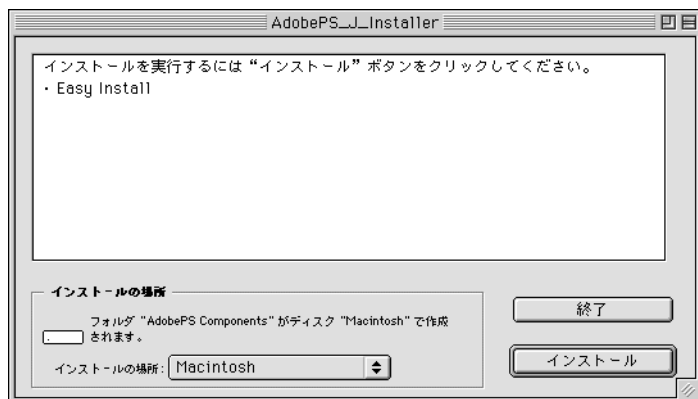 AdobePS_J_Installer
インストールを実行するには“インストール”ボタンをクリックしてください。
・Easy Install
インストールの場所
フォルダ "AdobePS Components" がディスク "Macintosh" で作成
されます。
インストールの場所: Macintosh
終了
インストール